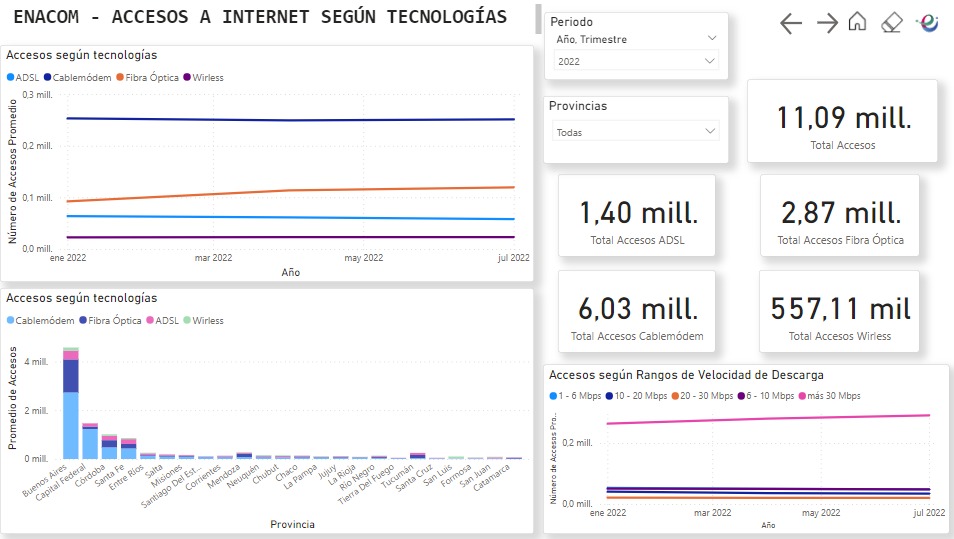 ENACOM - ACCESOS A INTERNET SEGÚN TECNOLOGÍAS
Periodo
Año, Trimestre
2022
Provincias
Todas
11,09 mill.
Total Accesos
1,40 mill.
Total Accesos ADSL
2,87 mill.
Total Accesos Fibra Óptica
6,03 mill.
Total Accesos Cablemódem
557,11 mil
Total Accesos Wirless
Accesos según tecnologías
ADSL Cablemódem Fibra Óptica Wirless
Número de Accesos Promedio
0,3 mill.
0,2 mill.
0,1 mill.
0,0 mill.
ene 2022 mar 2022 may 2022 jul 2022
Año
Accesos según tecnologías
Cablemódem Fibra Óptica ADSL Wirless
Promedio de Accesos
4 mill.
2 mill.
0 mill.
Buenos Aires
Capital Federal
Córdoba
Santa Fe
Entre Rios
Salta
Misiones
Santiago Del Est...
Corrientes
Mendoza
Neuquén
Chubut
Chaco
La Pampa
Jujuy
La Rioja
Rio Negro
Tierra Del Fuego
Tucumán
Santa Cruz
San Luis
Formosa
San Juan
Catamarca
Provincia
Accesos según Rangos de Velocidad de Descarga
1 - 6 Mbps 10 - 20 Mbps 20 - 30 Mbps 6 - 10 Mbps más 30 Mbps
Número de Accesos Pro...
0,2 mill.
0,0 mill.
ene 2022 mar 2022 may 2022 jul 2022
Año